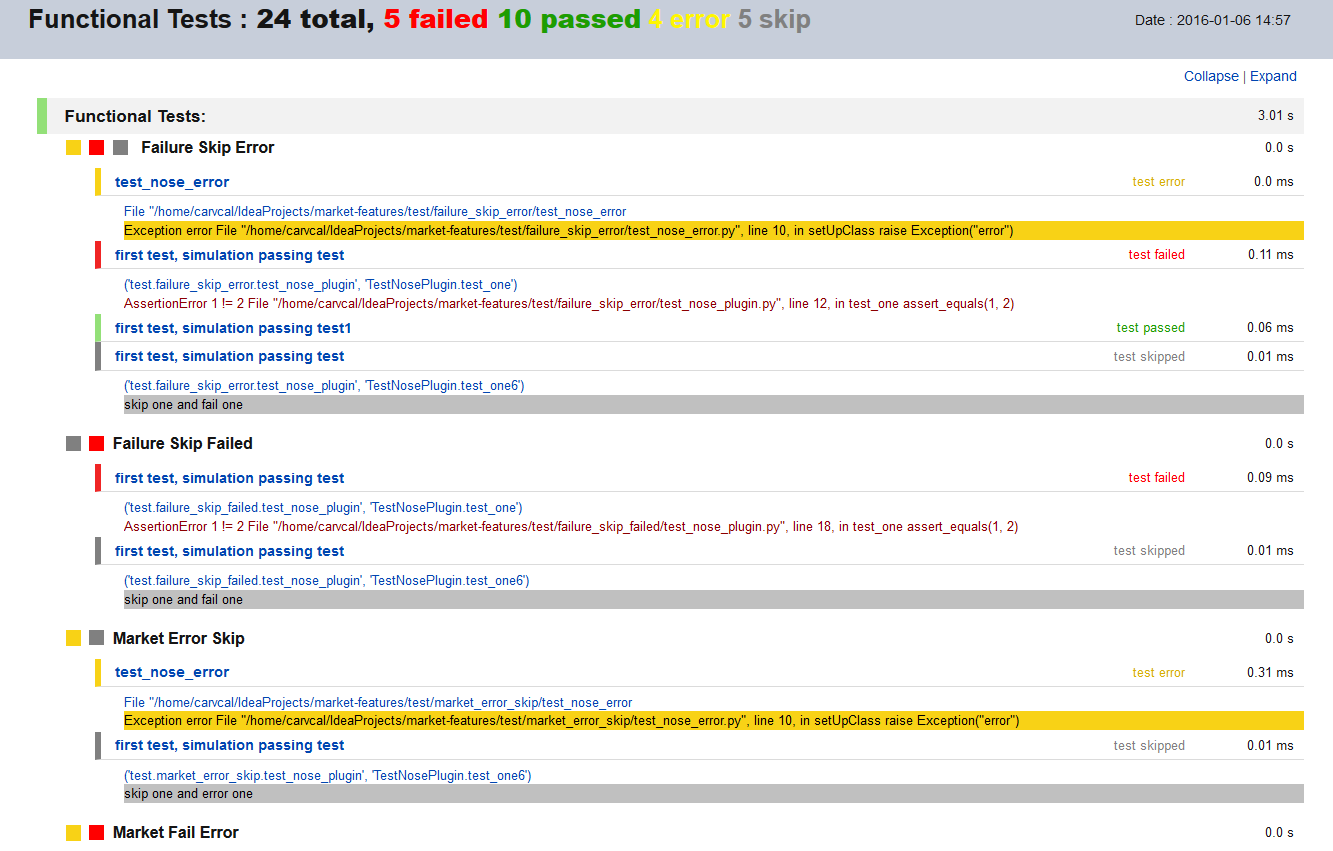 Functional Tests : 24 total, 5 failed 10 passed 4 error 5 skip Date : 2016-01-06 14:57
Collapse | Expand
Functional Tests: 3.01 s
Failure Skip Error 0.0 s
test_nose_error test error 0.0 ms
File "/home/carvcal/IdeaProjects/market-features/test/failure_skip_error/test_nose_error
Exception error File "/home/carvcal/IdeaProjects/market-features/test/failure_skip_error/test_nose_error.py", line 10, in setUpClass raise Exception("error")
first test, simulation passing test test failed 0.11 ms
('test.failure_skip_error.test_nose_plugin', 'TestNosePlugin.test_one')
AssertionError 1 != 2 File "/home/carvcal/IdeaProjects/market-features/test/failure_skip_error/test_nose_plugin.py", line 12, in test_one assert_equals(1, 2)
first test, simulation passing test1 test passed 0.06 ms
first test, simulation passing test test skipped 0.01 ms
('test.failure_skip_error.test_nose_plugin', 'TestNosePlugin.test_one6')
skip one and fail one
Failure Skip Failed 0.0 s
first test, simulation passing test test failed 0.09 ms
('test.failure_skip_failed.test_nose_plugin', 'TestNosePlugin.test_one')
AssertionError 1 != 2 File "/home/carvcal/IdeaProjects/market-features/test/failure_skip_failed/test_nose_plugin.py", line 18, in test_one assert_equals(1, 2)
first test, simulation passing test test skipped 0.01 ms
('test.failure_skip_failed.test_nose_plugin', 'TestNosePlugin.test_one6')
skip one and fail one
Market Error Skip 0.0 s
test_nose_error test error 0.31 ms
File "/home/carvcal/IdeaProjects/market-features/test/market_error_skip/test_nose_error
Exception error File "/home/carvcal/IdeaProjects/market-features/test/market_error_skip/test_nose_error.py", line 10, in setUpClass raise Exception("error")
first test, simulation passing test test skipped 0.01 ms
('test.market_error_skip.test_nose_plugin', 'TestNosePlugin.test_one6')
skip one and error one
Market Fail Error 0.0 s